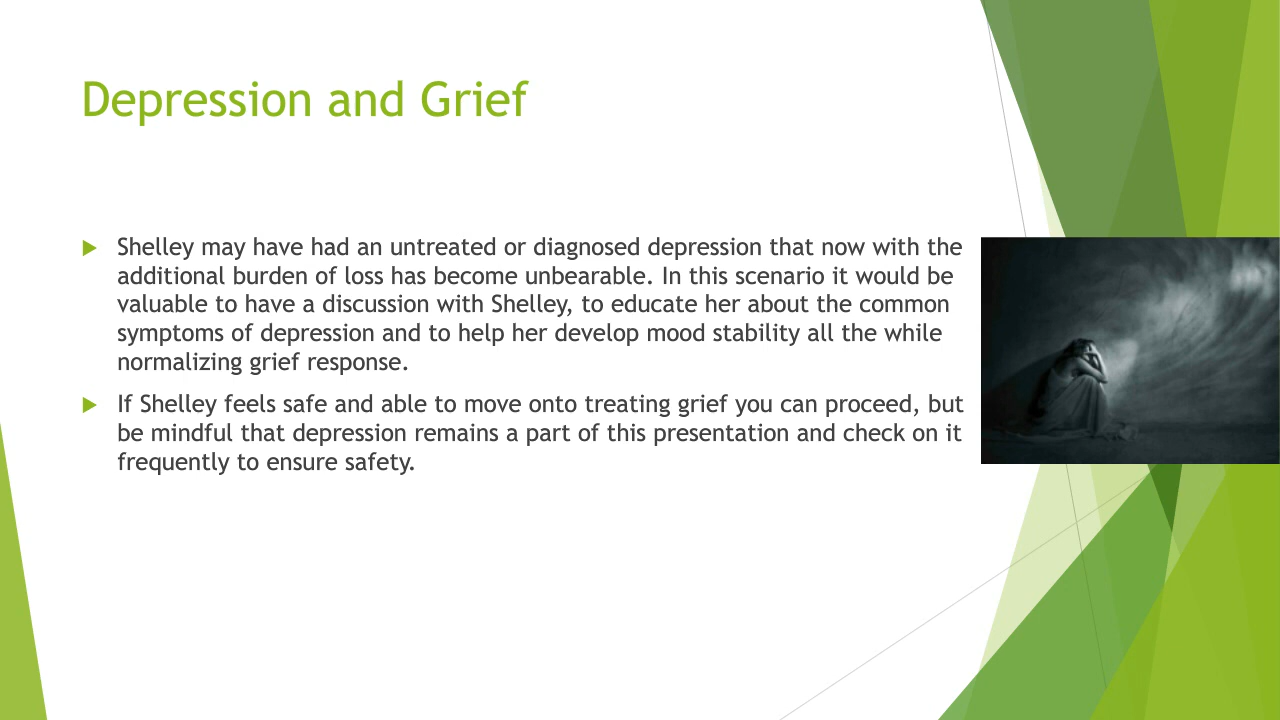 Depression and Grief
Shelley may have had an untreated or diagnosed depression that now with the
additional burden of loss has become unbearable. In this scenario it would be
valuable to have a discussion with Shelley, to educate her about the common
symptoms of depression and to help her develop mood stability all the while
normalizing grief response.
If Shelley feels safe and able to move onto treating grief you can proceed, but
be mindful that depression remains a part of this presentation and check on it
frequently to ensure safety.